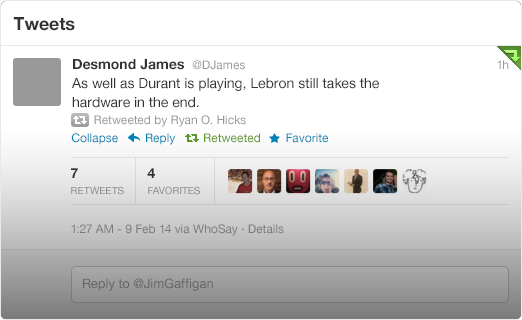 Tweets
Desmond James @DJames 1h
As well as Durant is playing, Lebron still takes the
hardware in the end.
Retweeted by Ryan O. Hicks
Collapse Reply Retweeted Favorite
7 4
RETWEETS FAVORITES
1:27 AM - 9 Feb 14 via WhoSay · Details
Reply to @JimGaffigan